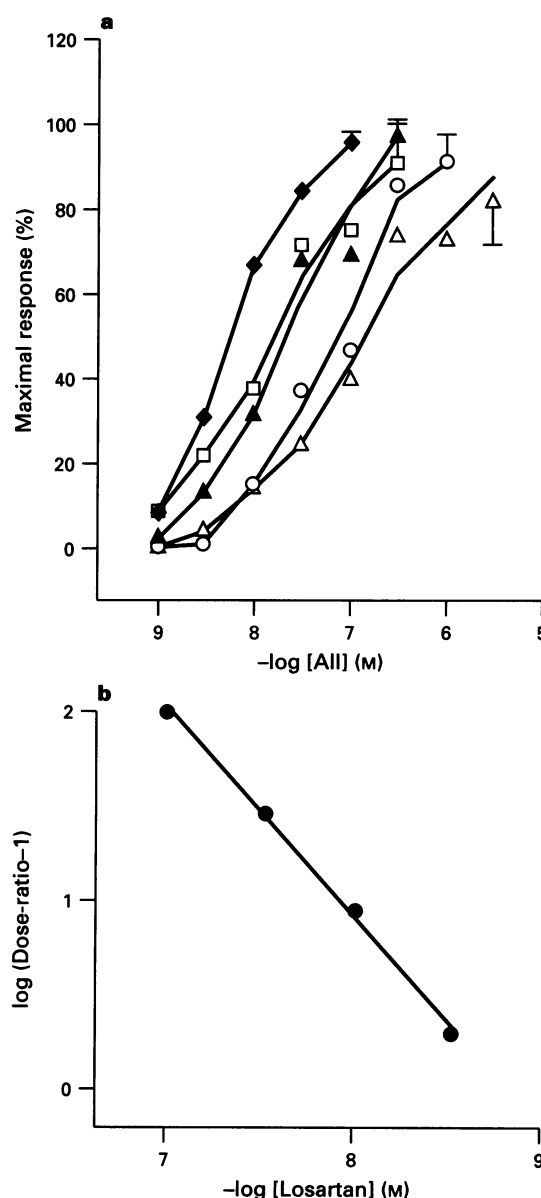 a
120
100
80
60
40
20
0
Maximal response (%)
9 8 7 6 5
–log [AII] (M)
b
2
1
0
log (Dose-ratio–1)
7 8 9
–log [Losartan] (M)